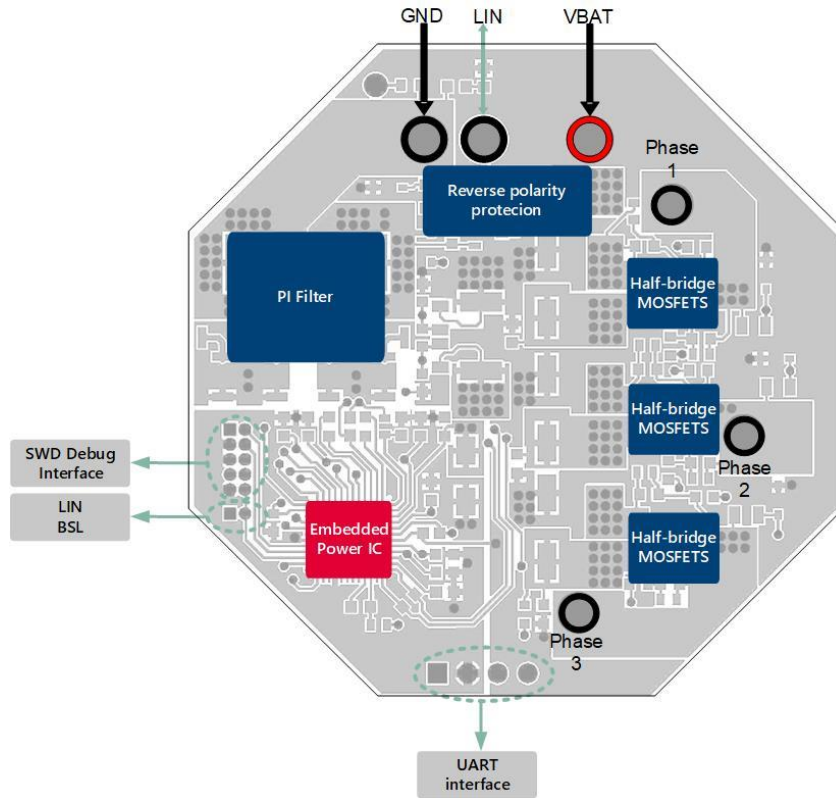 GND
LIN
VBAT
Phase
1
Reverse polarity
protecion
PI Filter
Half-bridge
MOSFETS
Half-bridge
MOSFETS
Phase
2
SWD Debug
Interface
LIN
BSL
Embedded
Power IC
Half-bridge
MOSFETS
Phase
3
UART
interface